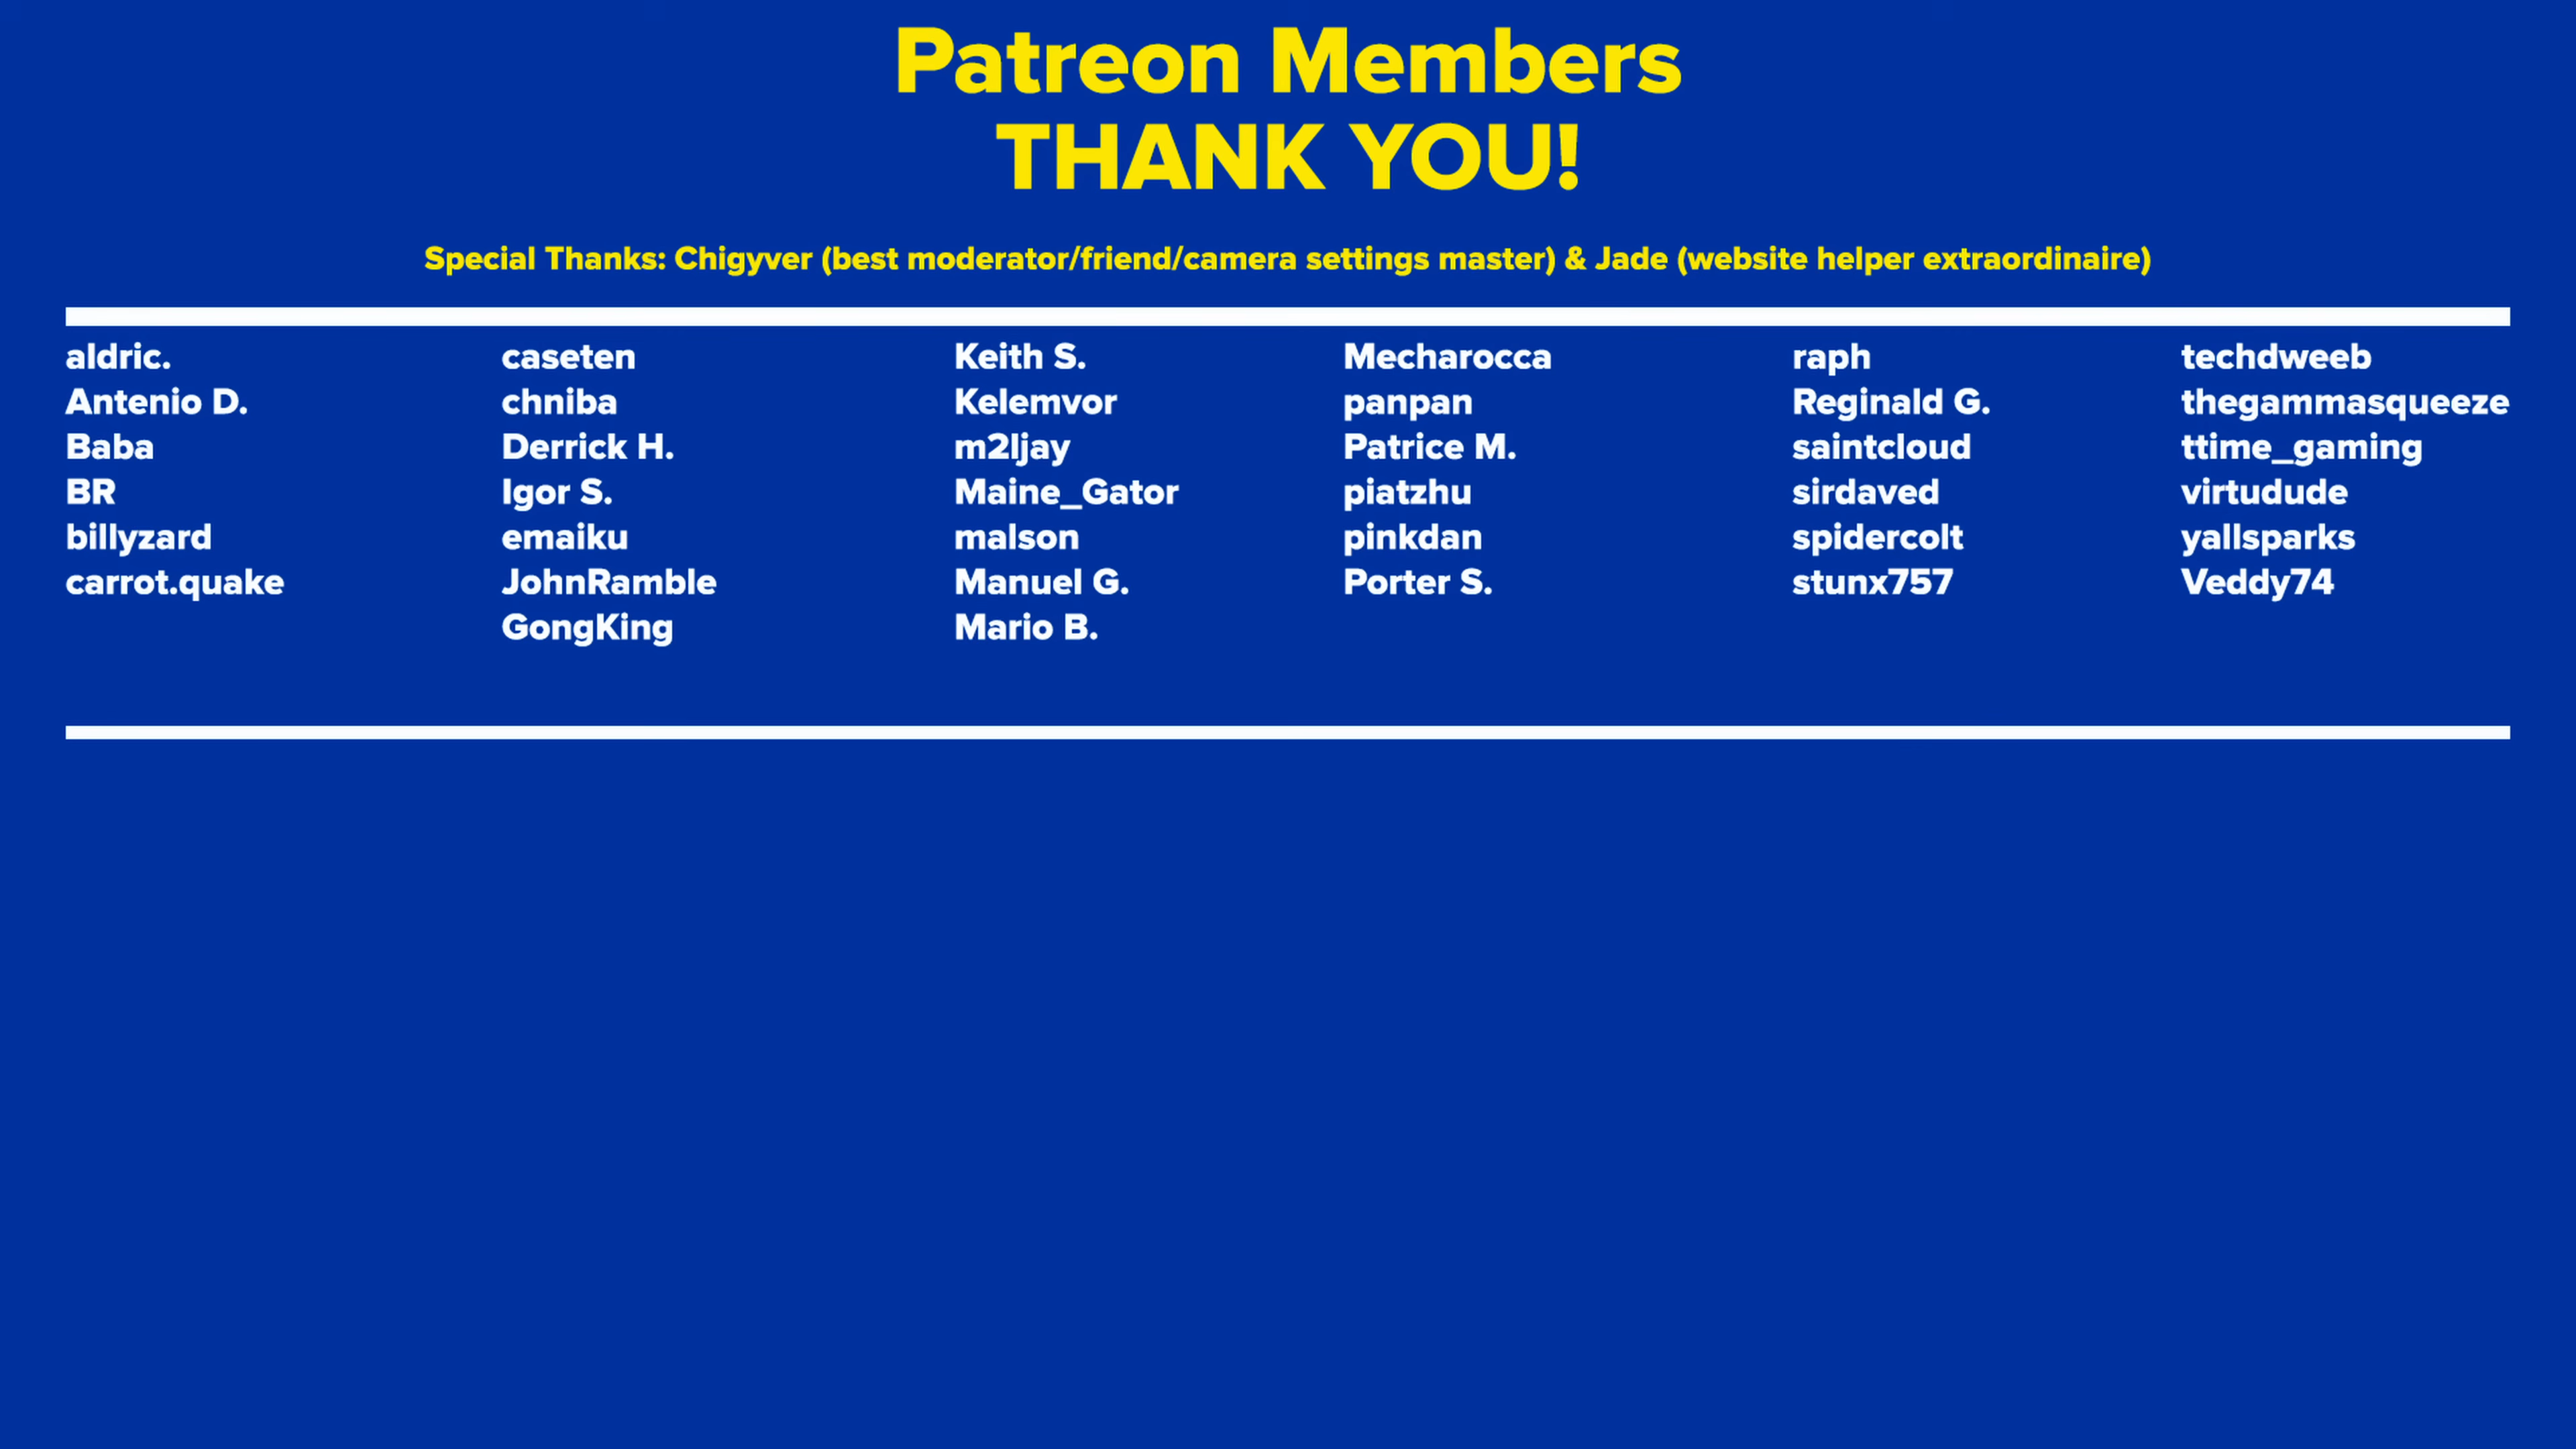 Patreon Members
THANK YOU!
Special Thanks: Chigyver (best moderator/friend/camera settings master) & Jade (website helper extraordinaire)
aldric.
Antenio D.
Baba
BR
billyzard
carrot.quake
caseten
chniba
Derrick H.
Igor S.
emaiku
JohnRamble
GongKing
Keith S.
Kelemvor
m2ljay
Maine_Gator
malson
Manuel G.
Mario B.
Mecharocca
panpan
Patrice M.
piatzhu
pinkdan
Porter S.
raph
Reginald G.
saintcloud
sirdaved
spidercolt
stunx757
techdweeb
thegammasqueeze
ttime_gaming
virtudude
yallsparks
Veddy74